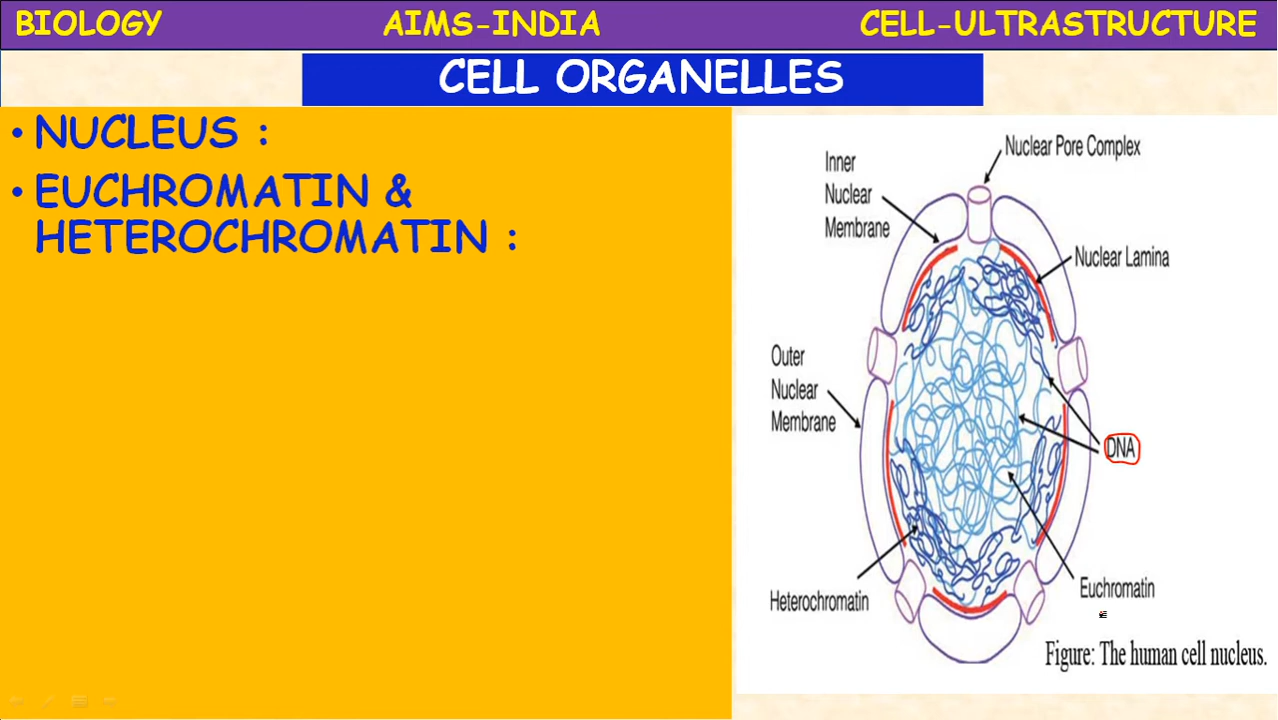 BIOLOGY AIMS-INDIA CELL-ULTRASTRUCTURE
CELL ORGANELLES
• NUCLEUS :
• EUCHROMATIN &
HETEROCHROMATIN :
Nuclear Pore Complex
Inner
Nuclear
Membrane
Nuclear Lamina
Outer
Nuclear
Membrane
DNA
Euchromatin
Heterochromatin
Figure: The human cell nucleus.